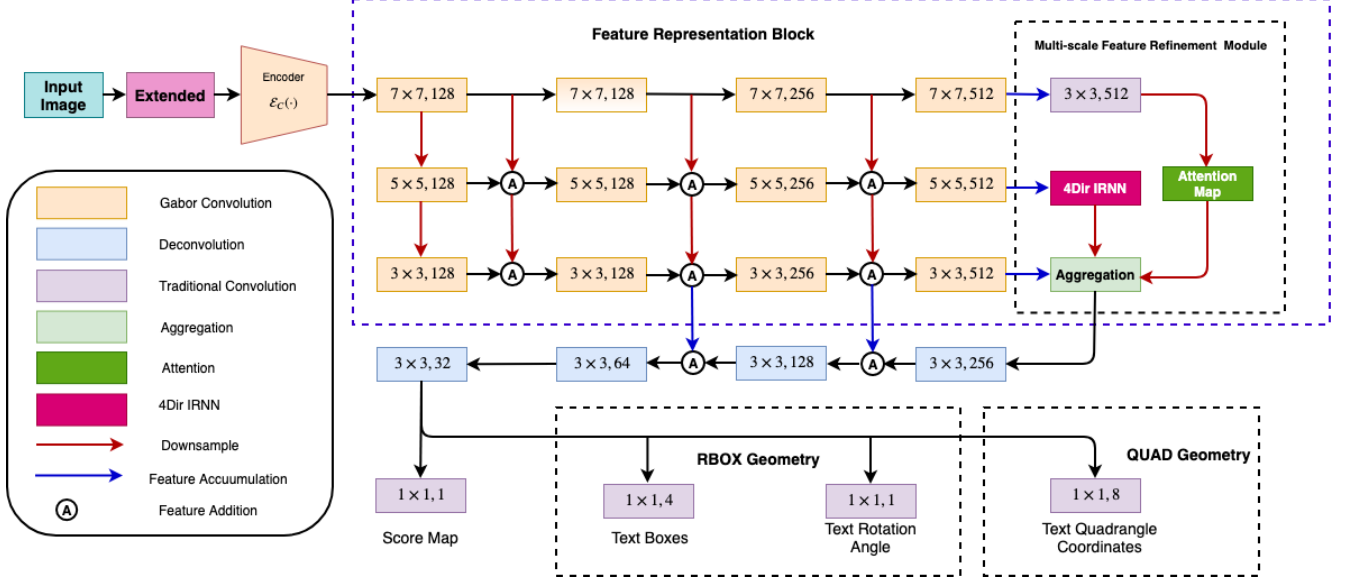 Feature Representation Block
Multi-scale Feature Refinement Module
Input
Image
Extended
Encoder
ℰ_C(·)
7 × 7, 128
7 × 7, 128
7 × 7, 256
7 × 7, 512
3 × 3, 512
5 × 5, 128
A
5 × 5, 128
A
5 × 5, 256
A
5 × 5, 512
4Dir IRNN
Attention
Map
3 × 3, 128
A
3 × 3, 128
A
3 × 3, 256
A
3 × 3, 512
Aggregation
3 × 3, 32
3 × 3, 64
A
3 × 3, 128
A
3 × 3, 256
Gabor Convolution
Deconvolution
Traditional Convolution
Aggregation
Attention
4Dir IRNN
Downsample
Feature Accuumulation
A
Feature Addition
RBOX Geometry
QUAD Geometry
1 × 1, 1
1 × 1, 4
1 × 1, 1
1 × 1, 8
Score Map
Text Boxes
Text Rotation
Angle
Text Quadrangle
Coordinates